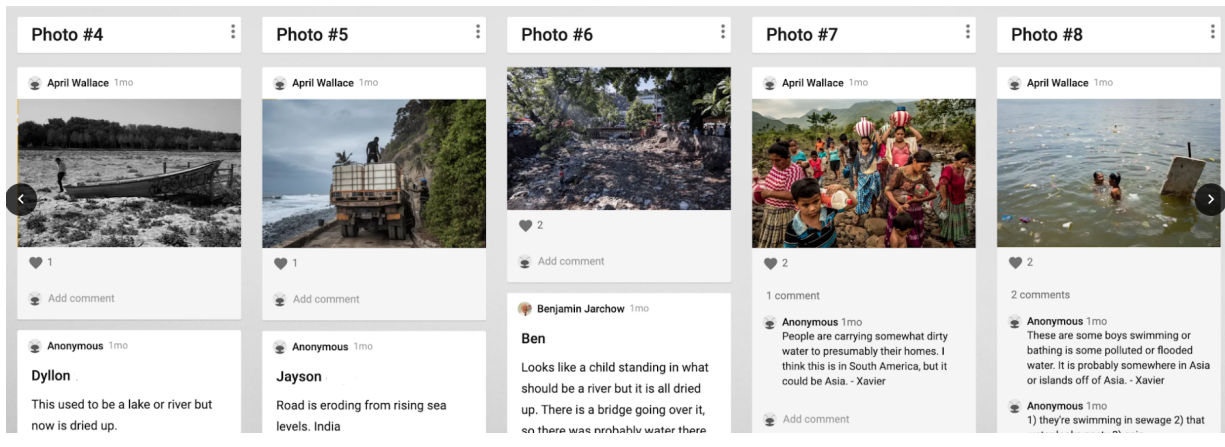 Photo #4
April Wallace 1mo
1
Add comment
Anonymous 1mo
Dyllon
This used to be a lake or river but
now is dried up.
Photo #5
April Wallace 1mo
1
Add comment
Anonymous 1mo
Jayson
Road is eroding from rising sea
levels. India
Photo #6
2
Add comment
Benjamin Jarchow 1mo
Ben
Looks like a child standing in what
should be a river but it is all dried
up. There is a bridge going over it,
so there was probably water there
Photo #7
April Wallace 1mo
2
1 comment
Anonymous 1mo
People are carrying somewhat dirty
water to presumably their homes. I
think this is in South America, but it
could be Asia. - Xavier
Add comment
Photo #8
April Wallace 1mo
2
2 comments
Anonymous 1mo
These are some boys swimming or
bathing is some polluted or flooded
water. It is probably somewhere in Asia
or islands off of Asia. - Xavier
Anonymous 1mo
1) they're swimming in sewage 2) that